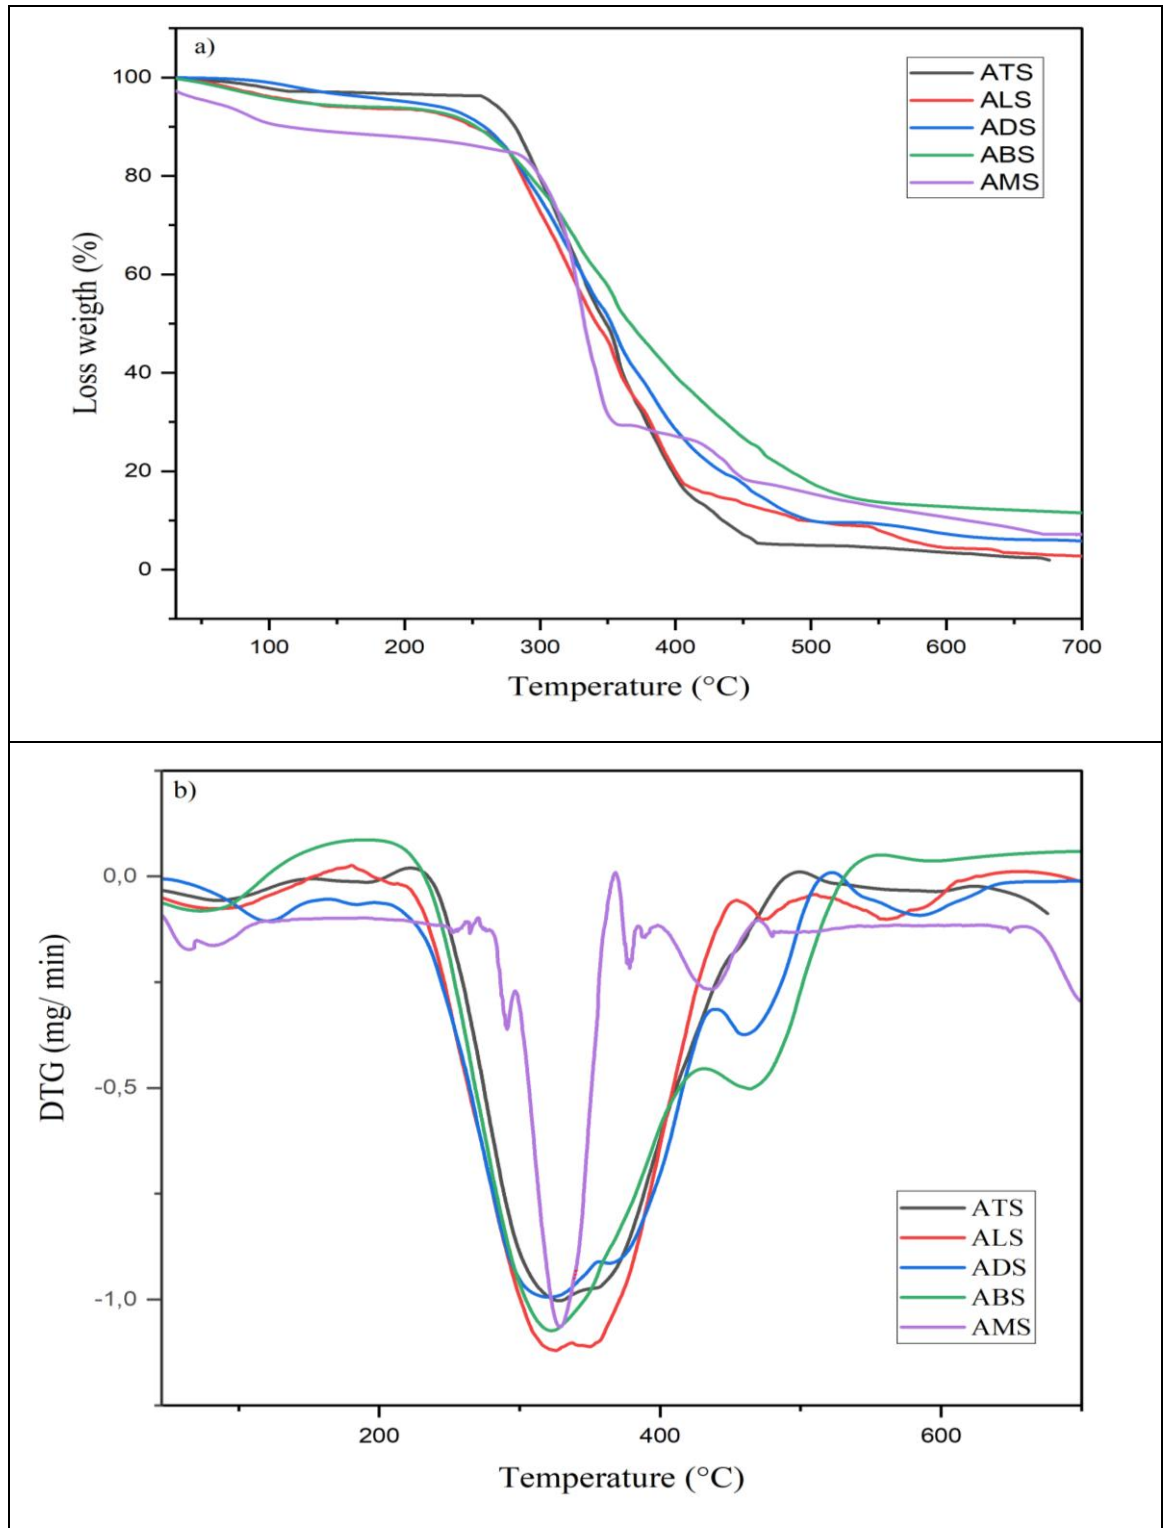 a)
ATS
ALS
ADS
ABS
AMS
100
80
60
40
20
0
Loss weigth (%)
100 200 300 400 500 600 700
Temperature (°C)
b)
0,0
-0,5
-1,0
DTG (mg/ min)
ATS
ALS
ADS
ABS
AMS
200 400 600
Temperature (°C)